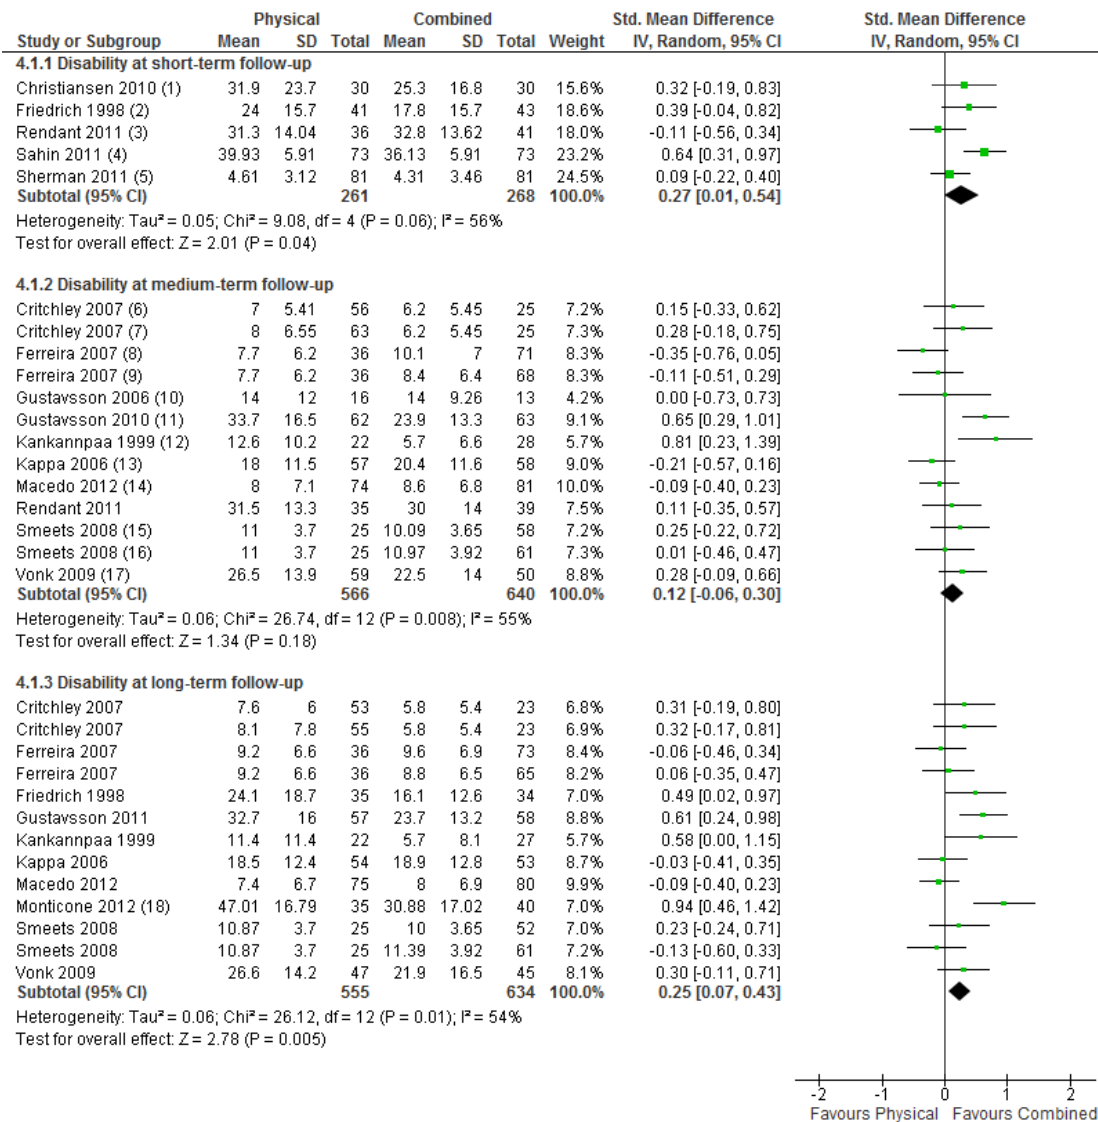 Physical Combined Std. Mean Difference Std. Mean Difference
Study or Subgroup Mean SD Total Mean SD Total Weight IV, Random, 95% CI IV, Random, 95% CI
4.1.1 Disability at short-term follow-up
Christiansen 2010 (1) 31.9 23.7 30 25.3 16.8 30 15.6% 0.32 [-0.19, 0.83]
Friedrich 1998 (2) 24 15.7 41 17.8 15.7 43 18.6% 0.39 [-0.04, 0.82]
Rendant 2011 (3) 31.3 14.04 36 32.8 13.62 41 18.0% -0.11 [-0.56, 0.34]
Sahin 2011 (4) 39.93 5.91 73 36.13 5.91 73 23.2% 0.64 [0.31, 0.97]
Sherman 2011 (5) 4.61 3.12 81 4.31 3.46 81 24.5% 0.09 [-0.22, 0.40]
Subtotal (95% CI) 261 268 100.0% 0.27 [0.01, 0.54]
Heterogeneity: Tau² = 0.05; Chi² = 9.08, df = 4 (P = 0.06); I² = 56%
Test for overall effect: Z = 2.01 (P = 0.04)
4.1.2 Disability at medium-term follow-up
Critchley 2007 (6) 7 5.41 56 6.2 5.45 25 7.2% 0.15 [-0.33, 0.62]
Critchley 2007 (7) 8 6.55 63 6.2 5.45 25 7.3% 0.28 [-0.18, 0.75]
Ferreira 2007 (8) 7.7 6.2 36 10.1 7 71 8.3% -0.35 [-0.76, 0.05]
Ferreira 2007 (9) 7.7 6.2 36 8.4 6.4 68 8.3% -0.11 [-0.51, 0.29]
Gustavsson 2006 (10) 14 12 16 14 9.26 13 4.2% 0.00 [-0.73, 0.73]
Gustavsson 2010 (11) 33.7 16.5 62 23.9 13.3 63 9.1% 0.65 [0.29, 1.01]
Kankannpaa 1999 (12) 12.6 10.2 22 5.7 6.6 28 5.7% 0.81 [0.23, 1.39]
Kappa 2006 (13) 18 11.5 57 20.4 11.6 58 9.0% -0.21 [-0.57, 0.16]
Macedo 2012 (14) 8 7.1 74 8.6 6.8 81 10.0% -0.09 [-0.40, 0.23]
Rendant 2011 31.5 13.3 35 30 14 39 7.5% 0.11 [-0.35, 0.57]
Smeets 2008 (15) 11 3.7 25 10.09 3.65 58 7.2% 0.25 [-0.22, 0.72]
Smeets 2008 (16) 11 3.7 25 10.97 3.92 61 7.3% 0.01 [-0.46, 0.47]
Vonk 2009 (17) 26.5 13.9 59 22.5 14 50 8.8% 0.28 [-0.09, 0.66]
Subtotal (95% CI) 566 640 100.0% 0.12 [-0.06, 0.30]
Heterogeneity: Tau² = 0.06; Chi² = 26.74, df = 12 (P = 0.008); I² = 55%
Test for overall effect: Z = 1.34 (P = 0.18)
4.1.3 Disability at long-term follow-up
Critchley 2007 7.6 6 53 5.8 5.4 23 6.8% 0.31 [-0.19, 0.80]
Critchley 2007 8.1 7.8 55 5.8 5.4 23 6.9% 0.32 [-0.17, 0.81]
Ferreira 2007 9.2 6.6 36 9.6 6.9 73 8.4% -0.06 [-0.46, 0.34]
Ferreira 2007 9.2 6.6 36 8.8 6.5 65 8.2% 0.06 [-0.35, 0.47]
Friedrich 1998 24.1 18.7 35 16.1 12.6 34 7.0% 0.49 [0.02, 0.97]
Gustavsson 2011 32.7 16 57 23.7 13.2 58 8.8% 0.61 [0.24, 0.98]
Kankannpaa 1999 11.4 11.4 22 5.7 8.1 27 5.7% 0.58 [0.00, 1.15]
Kappa 2006 18.5 12.4 54 18.9 12.8 53 8.7% -0.03 [-0.41, 0.35]
Macedo 2012 7.4 6.7 75 8 6.9 80 9.9% -0.09 [-0.40, 0.23]
Monticone 2012 (18) 47.01 16.79 35 30.88 17.02 40 7.0% 0.94 [0.46, 1.42]
Smeets 2008 10.87 3.7 25 10 3.65 52 7.1% 0.23 [-0.24, 0.71]
Smeets 2008 10.87 3.7 25 11.39 3.92 61 7.2% -0.13 [-0.60, 0.33]
Vonk 2009 26.6 14.2 47 21.9 16.5 45 8.1% 0.30 [-0.11, 0.71]
Subtotal (95% CI) 555 634 100.0% 0.25 [0.07, 0.43]
Heterogeneity: Tau² = 0.06; Chi² = 26.12, df = 12 (P = 0.01); I² = 54%
Test for overall effect: Z = 2.78 (P = 0.005)
-2 -1 0 1 2
Favours Physical Favours Combined